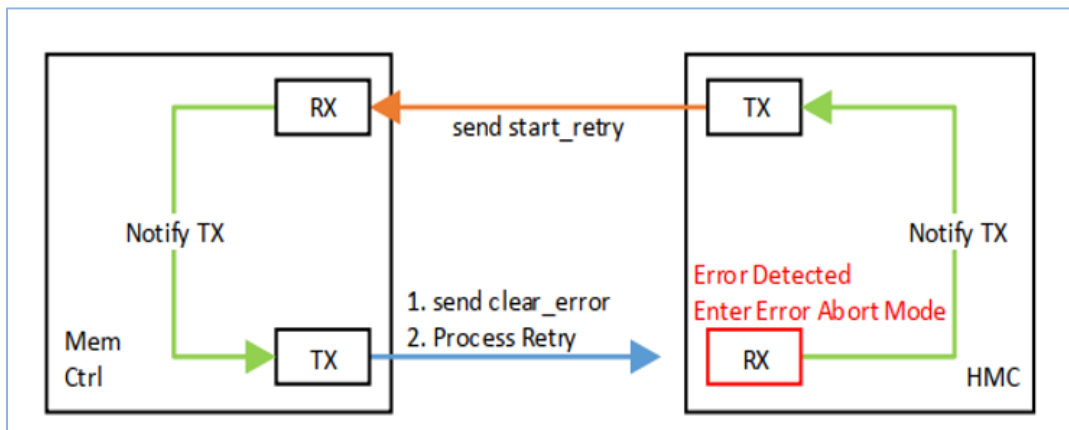 RX
TX
send start_retry
Notify TX
Notify TX
Error Detected
Enter Error Abort Mode
1. send clear_error
2. Process Retry
Mem
Ctrl
TX
RX
HMC